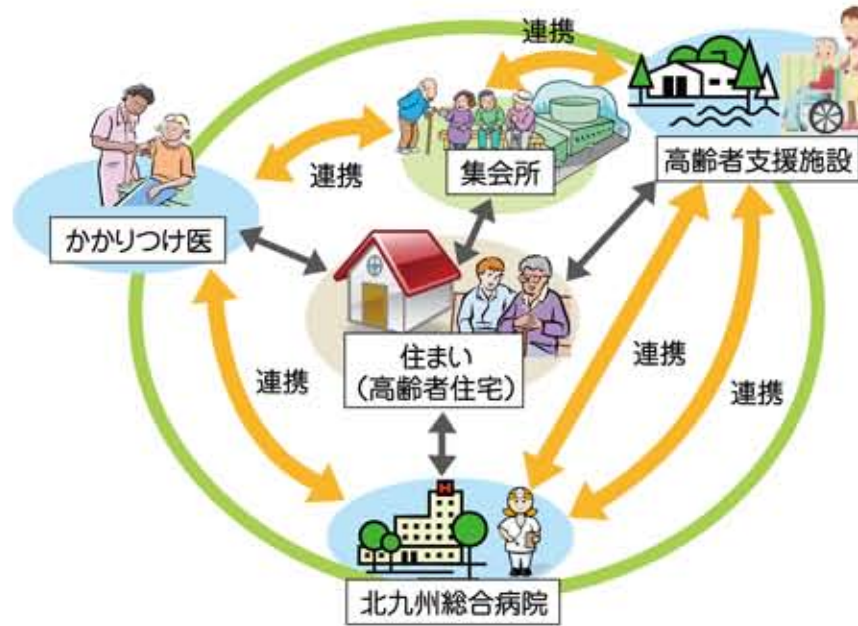 連携
連携
集会所
高齢者支援施設
かかりつけ医
住まい
（高齢者住宅）
連携
連携
連携
H
北九州総合病院